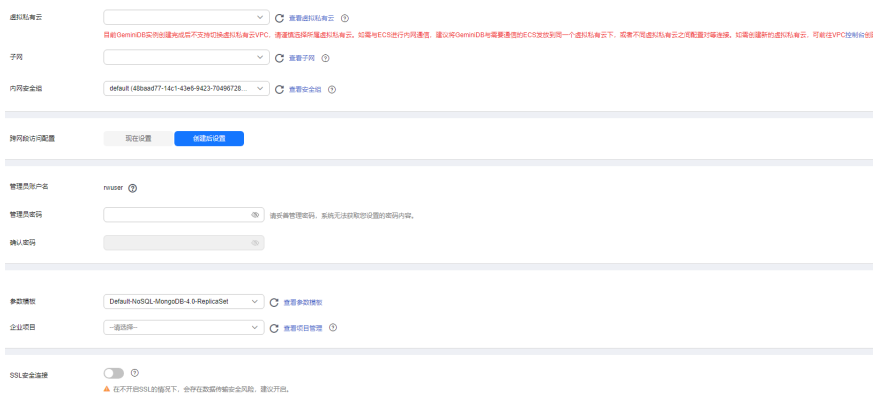 虚拟私有云 查看虚拟私有云
目前GeminiDB实例创建完成后不支持切换虚拟私有云VPC，请谨慎选择所属虚拟私有云。如需与ECS进行内网通信，建议将GeminiDB与需要通信的ECS发放到同一个虚拟私有云下，或者不同虚拟私有云之间配置对等连接。如需创建新的虚拟私有云，可前往VPC控制台创
子网 查看子网
内网安全组 default (48baad77-14c1-43e6-9423-70496728... 查看安全组
跨网段访问配置 现在设置 创建后设置
管理员账户名 rwuser
管理员密码 请妥善管理密码，系统无法获取您设置的密码内容。
确认密码
参数模板 Default-NoSQL-MongoDB-4.0-ReplicaSet 查看参数模板
企业项目 --请选择-- 查看项目管理
SSL安全连接
在不开启SSL的情况下，会存在数据传输安全风险，建议开启。